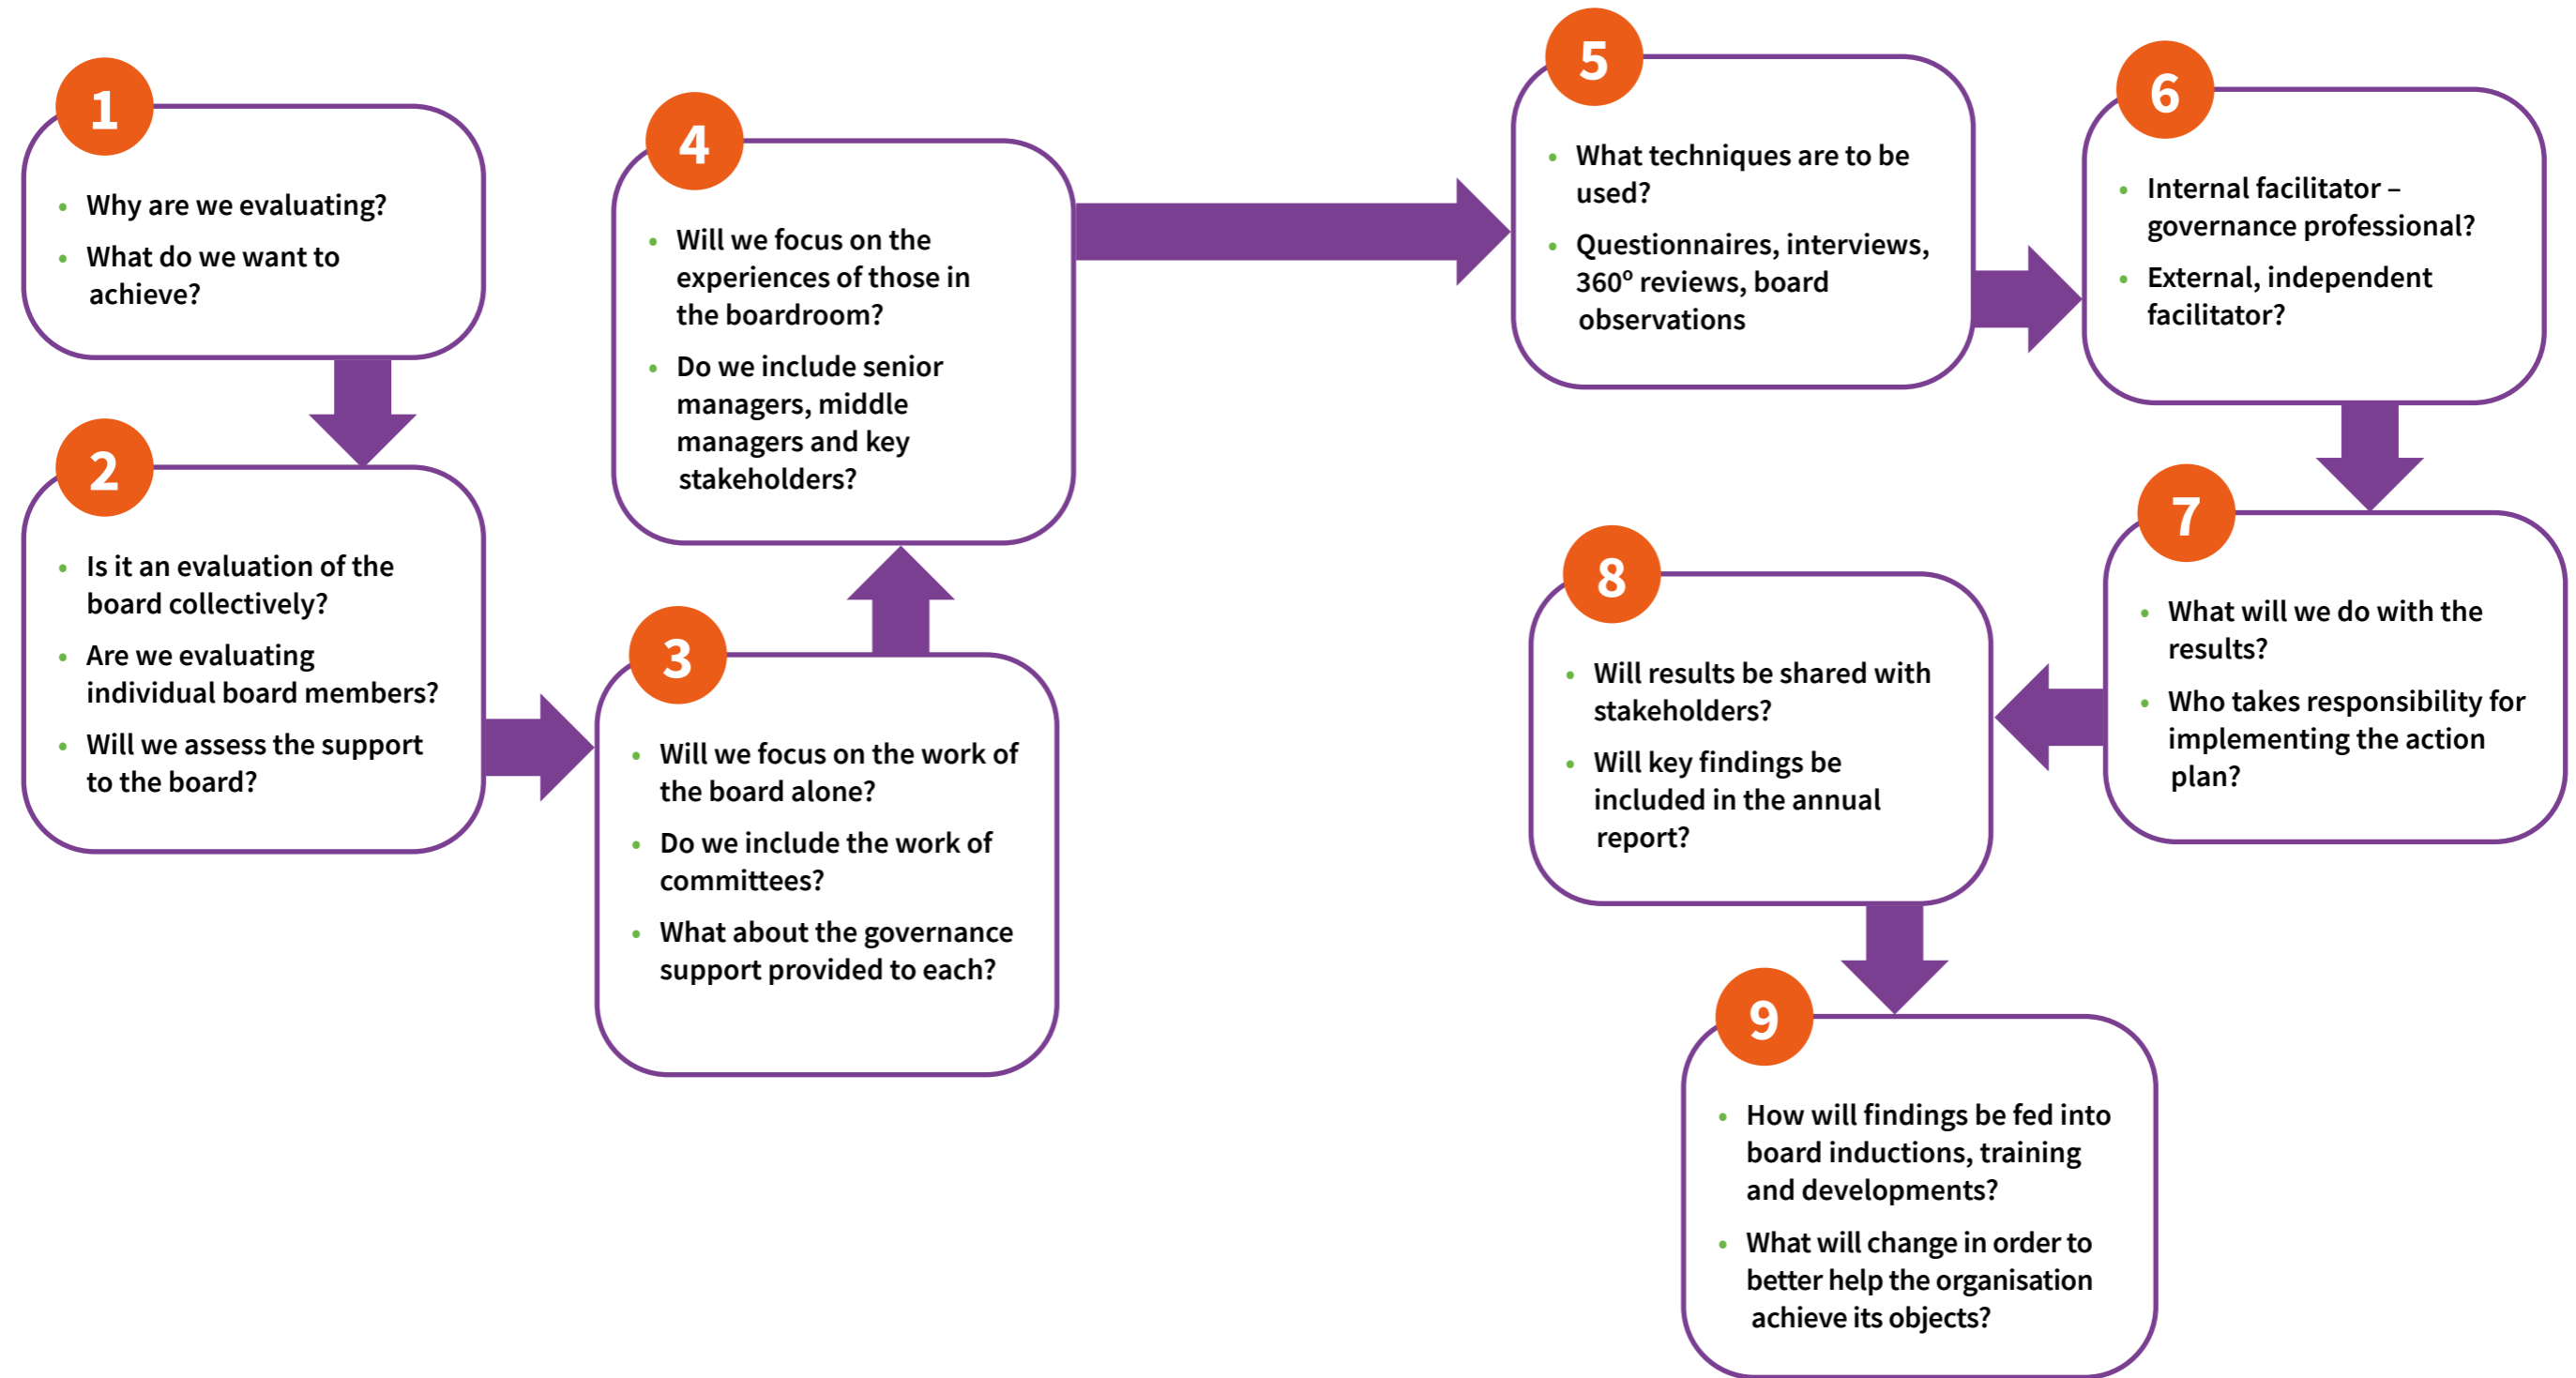 1
• Why are we evaluating?
• What do we want to
achieve?
2
• Is it an evaluation of the
board collectively?
• Are we evaluating
individual board members?
• Will we assess the support
to the board?
3
• Will we focus on the work of
the board alone?
• Do we include the work of
committees?
• What about the governance
support provided to each?
4
• Will we focus on the
experiences of those in
the boardroom?
• Do we include senior
managers, middle
managers and key
stakeholders?
5
• What techniques are to be
used?
• Questionnaires, interviews,
360º reviews, board
observations
6
• Internal facilitator –
governance professional?
• External, independent
facilitator?
7
• What will we do with the
results?
• Who takes responsibility for
implementing the action
plan?
8
• Will results be shared with
stakeholders?
• Will key findings be
included in the annual
report?
9
• How will findings be fed into
board inductions, training
and developments?
• What will change in order to
better help the organisation
achieve its objects?